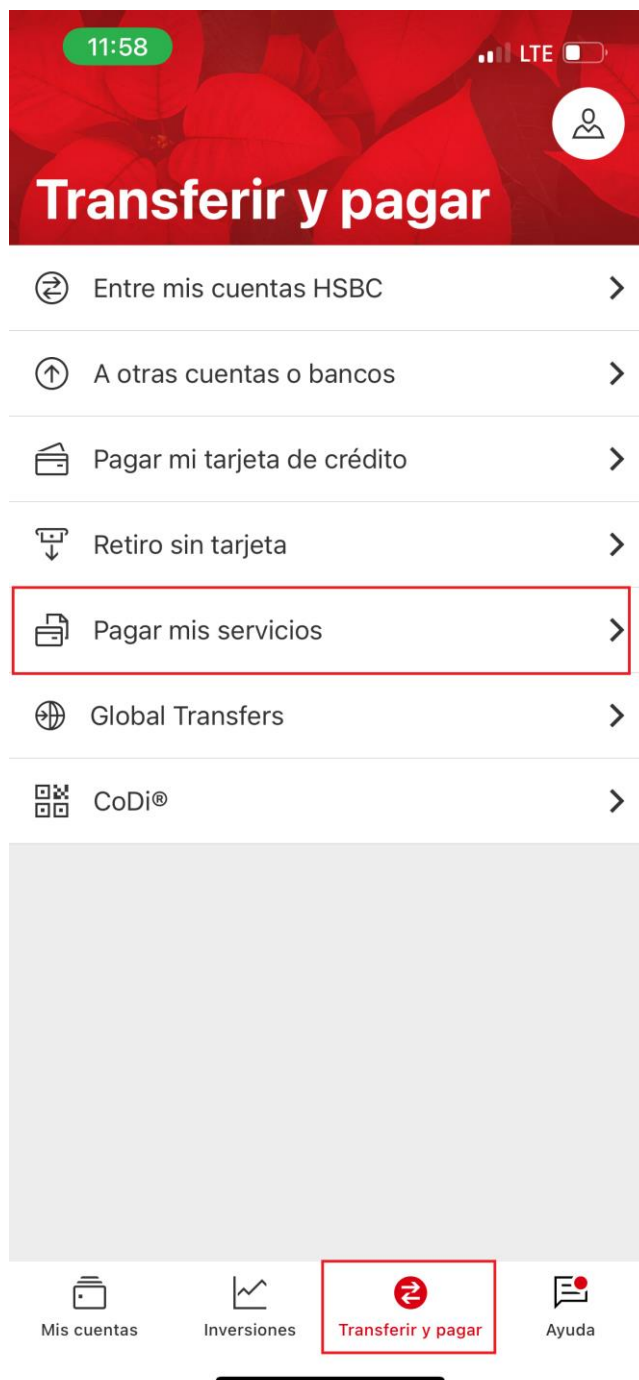 11:58
LTE
Transferir y pagar
Entre mis cuentas HSBC
A otras cuentas o bancos
Pagar mi tarjeta de crédito
Retiro sin tarjeta
Pagar mis servicios
Global Transfers
CoDi®
Mis cuentas
Inversiones
Transferir y pagar
Ayuda